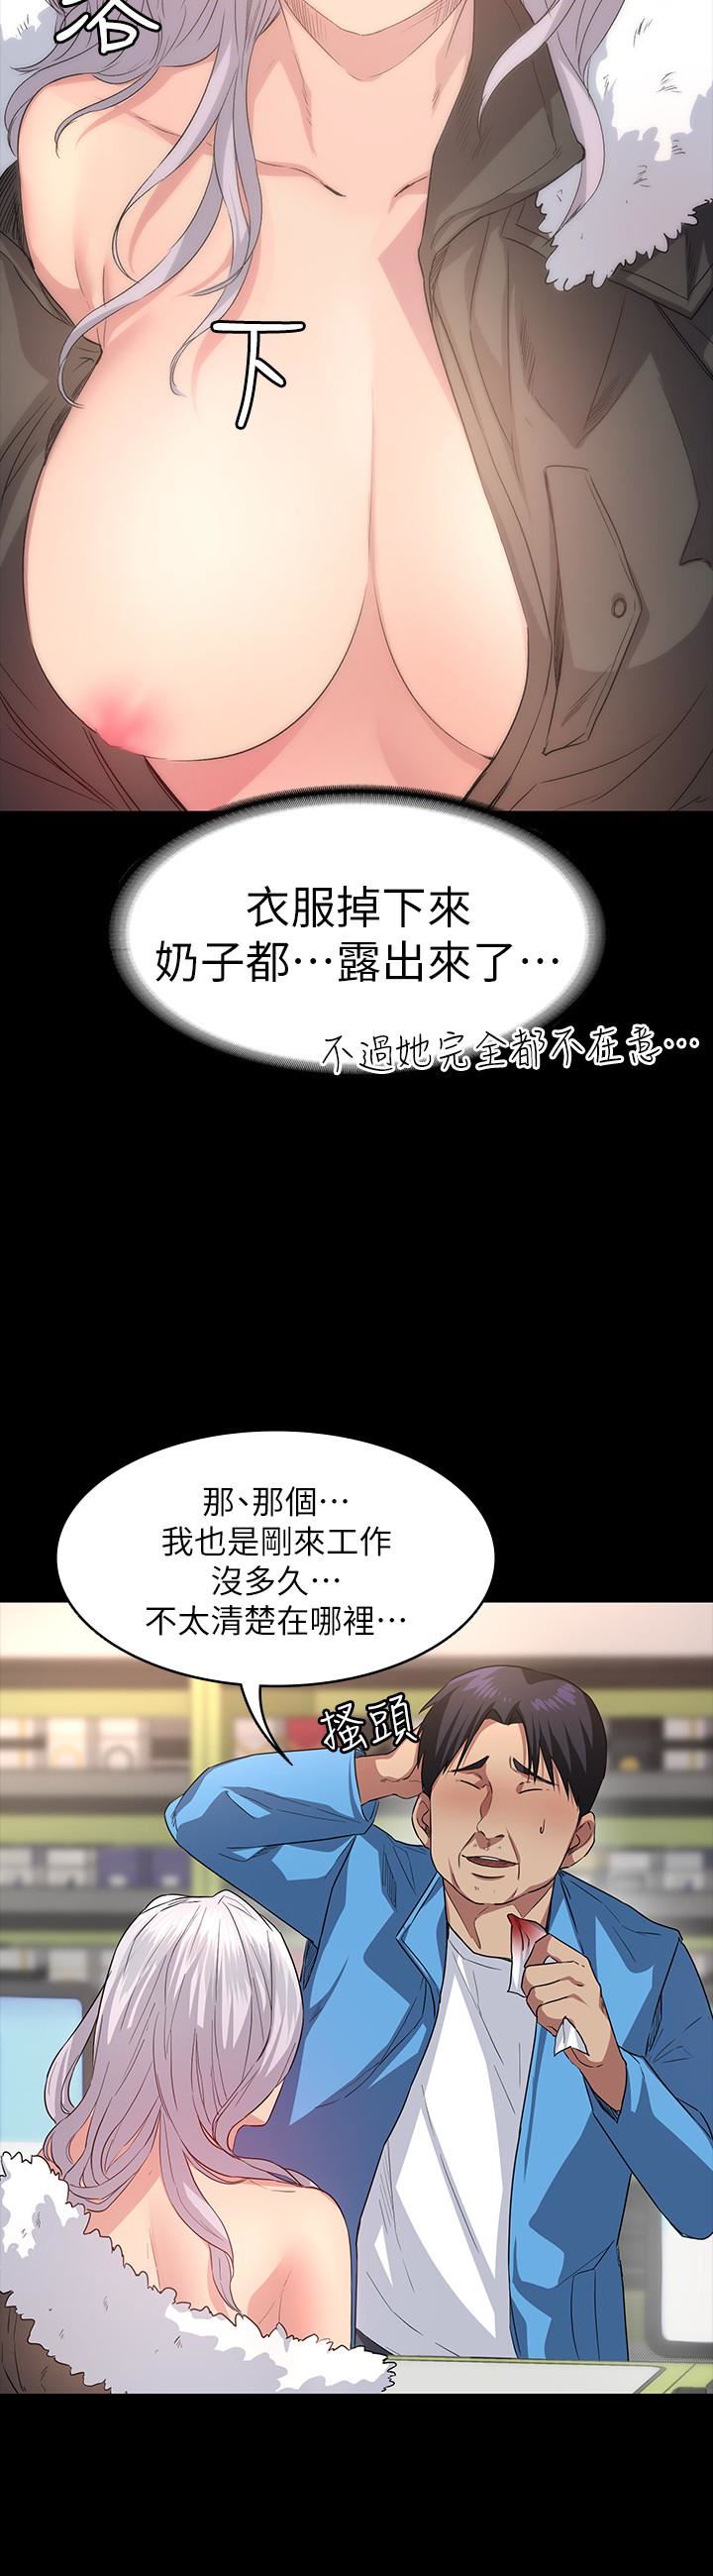 落
下
衣服掉下來
奶子都…露出來了…
不過她完全都不在意…
那、那個…
我也是剛來工作
沒多久…
不太清楚在哪裡…
搔頭